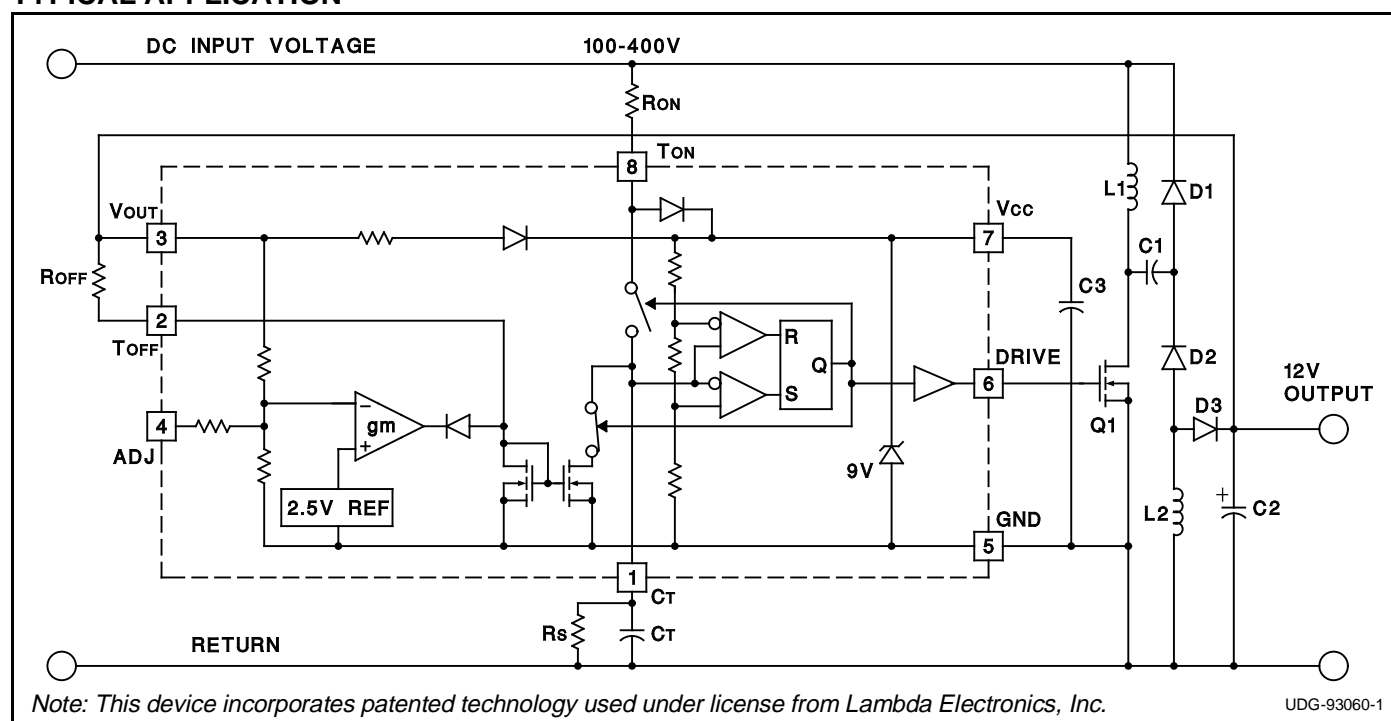 TYPICAL APPLICATION
DC INPUT VOLTAGE
100-400V
RON
TON
8
VOUT
3
VCC
7
L1
D1
C1
ROFF
C3
2
TOFF
R
Q
S
DRIVE
6
D2
12V
OUTPUT
D3
4
ADJ
−
gm
+
Q1
9V
2.5V REF
GND
5
L2
+
C2
1
CT
RS
CT
RETURN
Note: This device incorporates patented technology used under license from Lambda Electronics, Inc.
UDG-93060-1